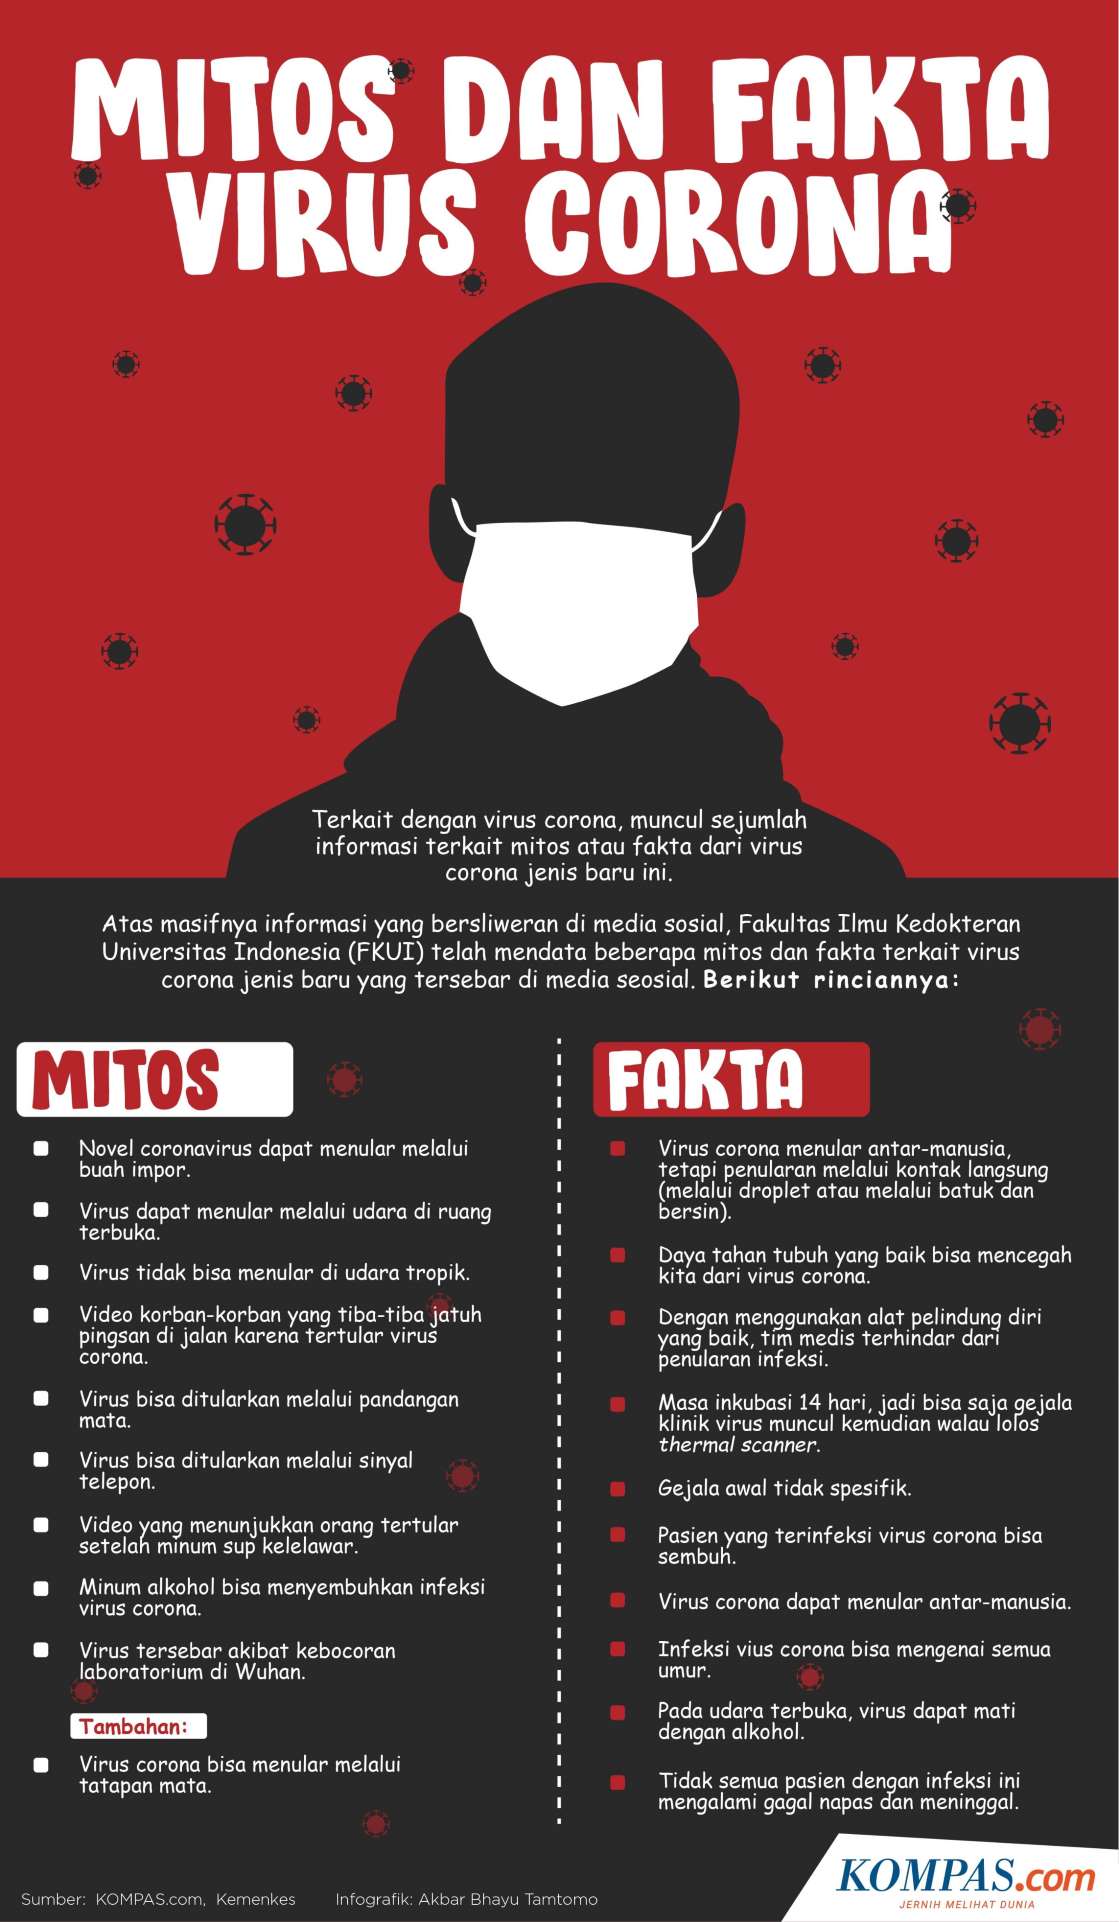 MITOS DAN FAKTA
VIRUS CORONA
Terkait dengan virus corona, muncul sejumlah
informasi terkait mitos atau fakta dari virus
corona jenis baru ini.
Atas masifnya informasi yang bersliweran di media sosial, Fakultas Ilmu Kedokteran
Universitas Indonesia (FKUI) telah mendata beberapa mitos dan fakta terkait virus
corona jenis baru yang tersebar di media seosial. Berikut rinciannya:
MITOS
Novel coronavirus dapat menular melalui
buah impor.
Virus dapat menular melalui udara di ruang
terbuka.
Virus tidak bisa menular di udara tropik.
Video korban-korban yang tiba-tiba jatuh
pingsan di jalan karena tertular virus
corona.
Virus bisa ditularkan melalui pandangan
mata.
Virus bisa ditularkan melalui sinyal
telepon.
Video yang menunjukkan orang tertular
setelah minum sup kelelawar.
Minum alkohol bisa menyembuhkan infeksi
virus corona.
Virus tersebar akibat kebocoran
laboratorium di Wuhan.
Tambahan:
Virus corona bisa menular melalui
tatapan mata.
FAKTA
Virus corona menular antar-manusia,
tetapi penularan melalui kontak langsung
(melalui droplet atau melalui batuk dan
bersin).
Daya tahan tubuh yang baik bisa mencegah
kita dari virus corona.
Dengan menggunakan alat pelindung diri
yang baik, tim medis terhindar dari
penularan infeksi.
Masa inkubasi 14 hari, jadi bisa saja gejala
klinik virus muncul kemudian walau lolos
thermal scanner.
Gejala awal tidak spesifik.
Pasien yang terinfeksi virus corona bisa
sembuh.
Virus corona dapat menular antar-manusia.
Infeksi vius corona bisa mengenai semua
umur.
Pada udara terbuka, virus dapat mati
dengan alkohol.
Tidak semua pasien dengan infeksi ini
mengalami gagal napas dan meninggal.
Sumber: KOMPAS.com, Kemenkes Infografik: Akbar Bhayu Tamtomo
KOMPAS.com
JERNIH MELIHAT DUNIA